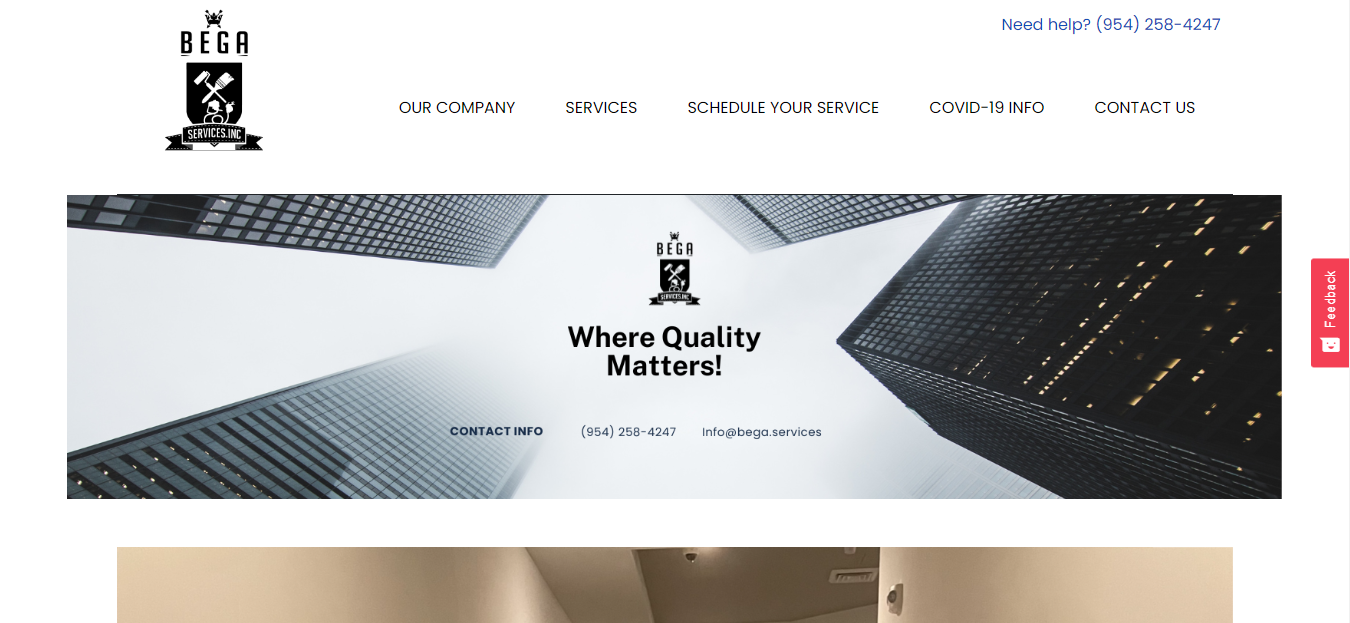 BEGA
SERVICES.INC
Need help? (954) 258-4247
OUR COMPANY SERVICES SCHEDULE YOUR SERVICE COVID-19 INFO CONTACT US
BEGA
SERVICES.INC
Where Quality
Matters!
CONTACT INFO (954) 258-4247 Info@bega.services
Feedback